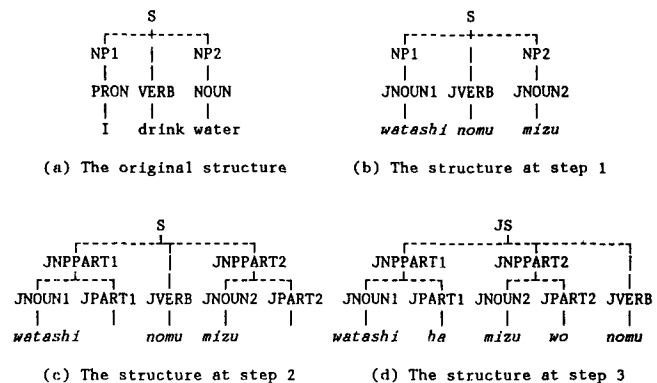 S
NP1 NP2
PRON VERB NOUN
I drink water
(a) The original structure
S
NP1 NP2
JNOUN1 JVERB JNOUN2
watashi nomu mizu
(b) The structure at step 1
S
JNPPART1 JNPPART2
JNOUN1 JPART1 JVERB JNOUN2 JPART2
watashi nomu mizu
(c) The structure at step 2
JS
JNPPART1 JNPPART2
JNOUN1 JPART1 JNOUN2 JPART2 JVERB
watashi ha mizu wo nomu
(d) The structure at step 3